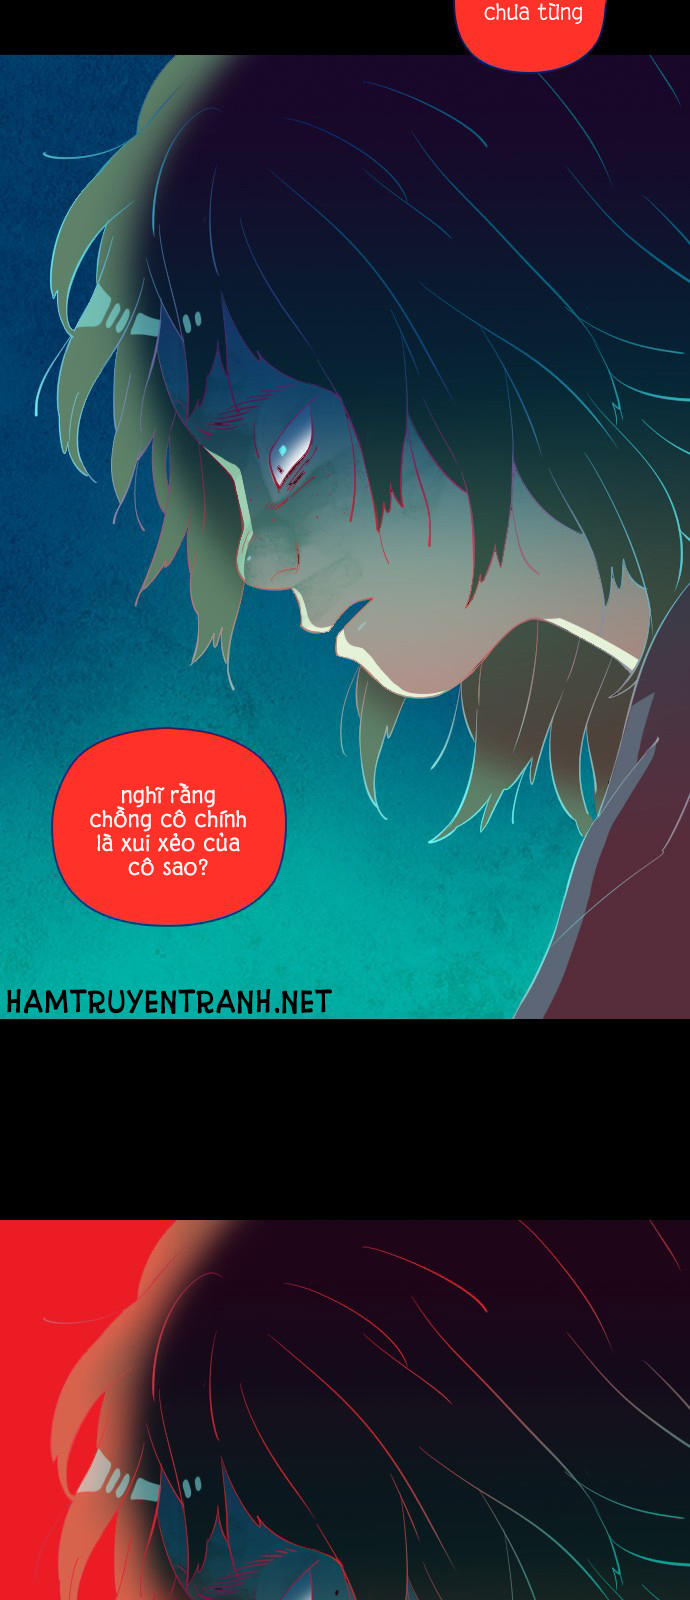 chưa từng
nghĩ rằng
chồng cô chính
là xui xẻo của
cô sao?
HAMTRUYENTRANH.NET